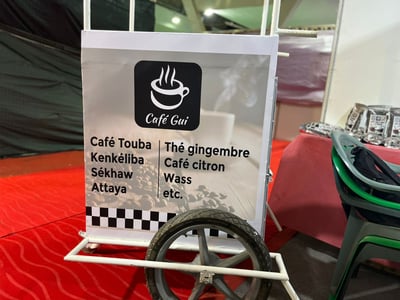 Café Gui
Café Touba
Kenkéliba
Sékhaw
Attaya
Thé gingembre
Café citron
Wass
etc.